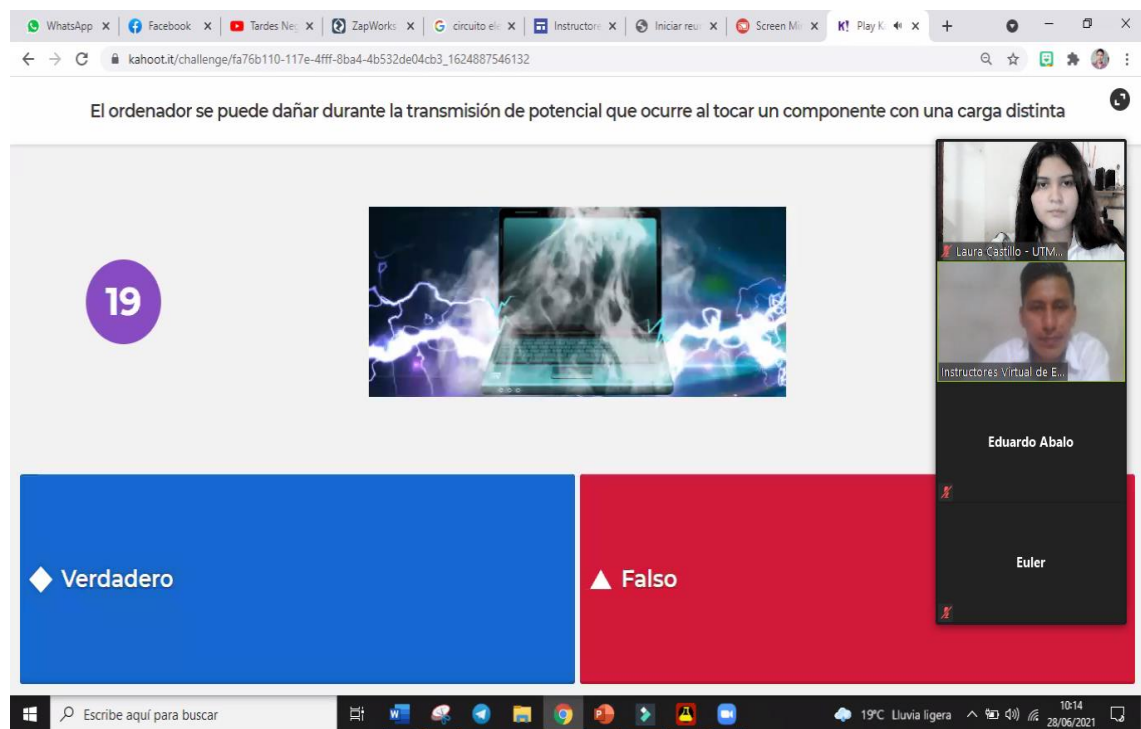 WhatsApp
Facebook
Tardes Neg
ZapWorks
circuito ele
Instructore
Iniciar reu
Screen Mi
Play K
kahoot.it/challenge/fa76b110-117e-4fff-8ba4-4b532de04cb3_1624887546132
El ordenador se puede dañar durante la transmisión de potencial que ocurre al tocar un componente con una carga distinta
19
Laura Castillo - UTM...
Instructores Virtual de E...
Eduardo Abalo
Euler
Verdadero
Falso
Escribe aquí para buscar
19°C Lluvia ligera
10:14
28/06/2021